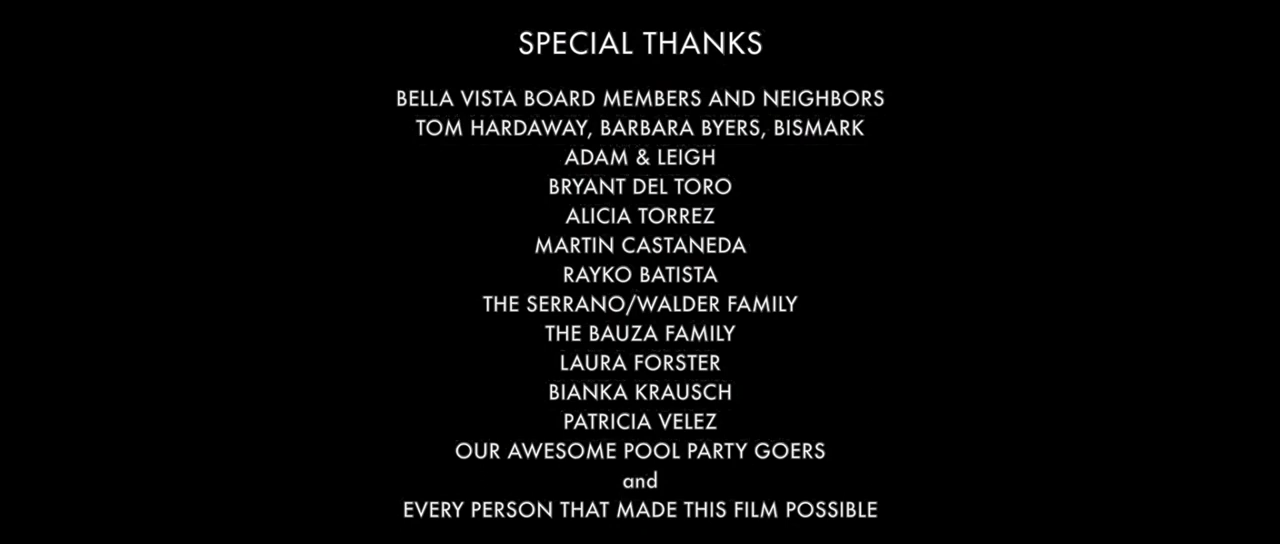 SPECIAL THANKS
BELLA VISTA BOARD MEMBERS AND NEIGHBORS
TOM HARDAWAY, BARBARA BYERS, BISMARK
ADAM & LEIGH
BRYANT DEL TORO
ALICIA TORREZ
MARTIN CASTANEDA
RAYKO BATISTA
THE SERRANO/WALDER FAMILY
THE BAUZA FAMILY
LAURA FORSTER
BIANKA KRAUSCH
PATRICIA VELEZ
OUR AWESOME POOL PARTY GOERS
and
EVERY PERSON THAT MADE THIS FILM POSSIBLE